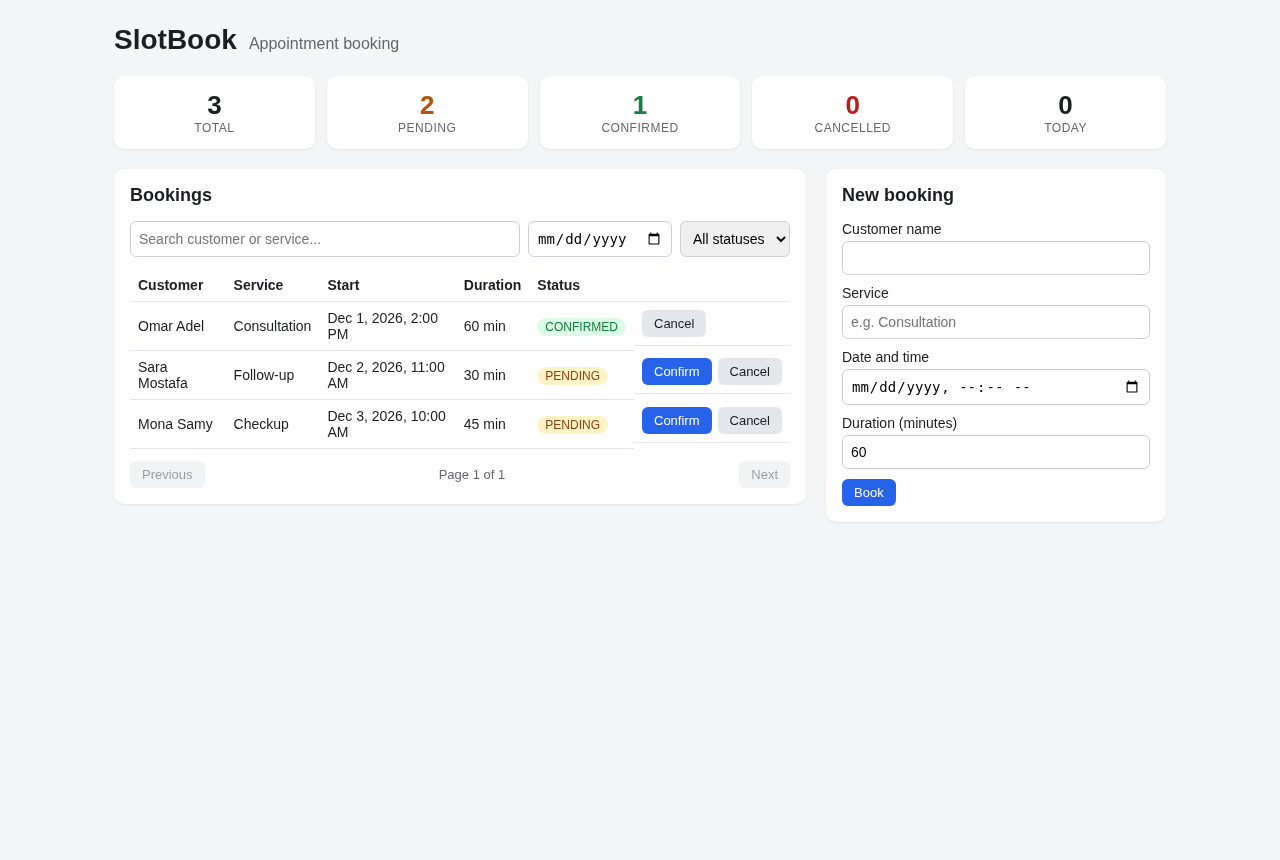 SlotBook Appointment booking
3 2 1 0 0
TOTAL PENDING CONFIRMED CANCELLED TODAY
Bookings
Search customer or service... mm/dd/yyyy All statuses
Customer Service Start Duration Status
Omar Adel Consultation Dec 1, 2026, 2:00 PM 60 min CONFIRMED Cancel
Sara Mostafa Follow-up Dec 2, 2026, 11:00 AM 30 min PENDING Confirm Cancel
Mona Samy Checkup Dec 3, 2026, 10:00 AM 45 min PENDING Confirm Cancel
Previous Page 1 of 1 Next
New booking
Customer name
Service
e.g. Consultation
Date and time
mm/dd/yyyy, --:-- --
Duration (minutes)
60
Book